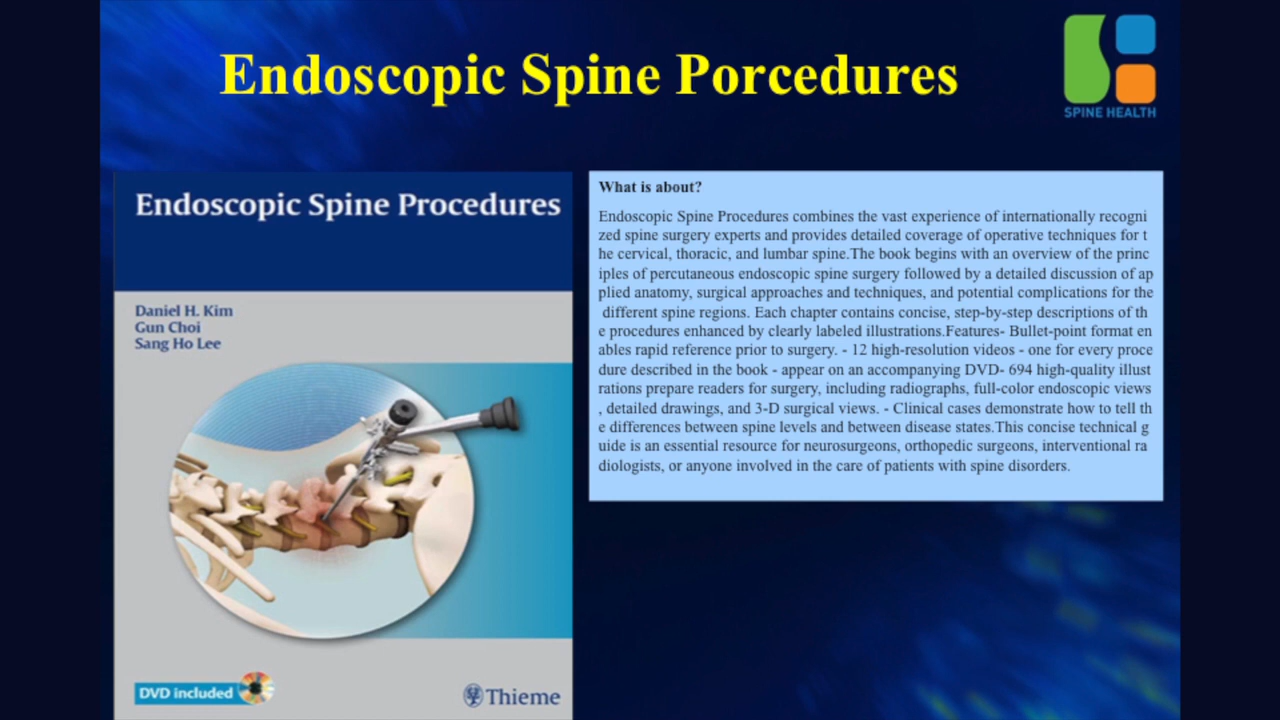 Endoscopic Spine Porcedures
SPINE HEALTH
Endoscopic Spine Procedures
Daniel H. Kim
Gun Choi
Sang Ho Lee
DVD included
Thieme
What is about?
Endoscopic Spine Procedures combines the vast experience of internationally recogni
zed spine surgery experts and provides detailed coverage of operative techniques for t
he cervical, thoracic, and lumbar spine.The book begins with an overview of the princ
iples of percutaneous endoscopic spine surgery followed by a detailed discussion of ap
plied anatomy, surgical approaches and techniques, and potential complications for the
different spine regions. Each chapter contains concise, step-by-step descriptions of th
e procedures enhanced by clearly labeled illustrations.Features- Bullet-point format en
ables rapid reference prior to surgery. - 12 high-resolution videos - one for every proce
dure described in the book - appear on an accompanying DVD- 694 high-quality illust
rations prepare readers for surgery, including radiographs, full-color endoscopic views
, detailed drawings, and 3-D surgical views. - Clinical cases demonstrate how to tell th
e differences between spine levels and between disease states.This concise technical g
uide is an essential resource for neurosurgeons, orthopedic surgeons, interventional ra
diologists, or anyone involved in the care of patients with spine disorders.